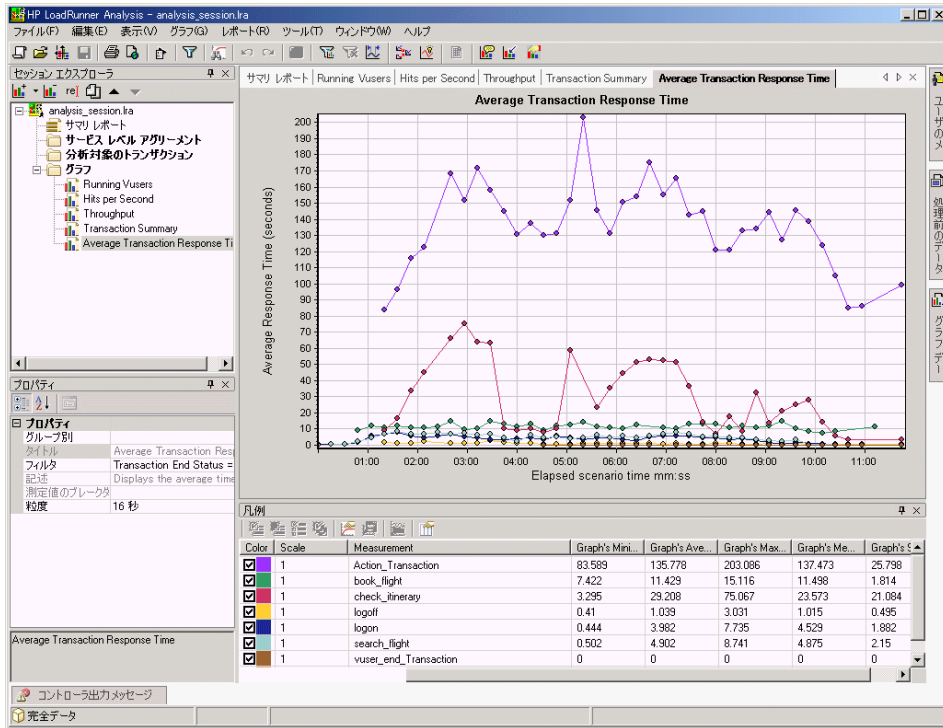 HP LoadRunner Analysis - analysis_session.lra
ファイル(F) 編集(E) 表示(V) グラフ(G) レポート(R) ツール(T) ウィンドウ(W) ヘルプ
セッション エクスプローラ
analysis_session.lra
サマリ レポート
サービス レベル アグリーメント
分析対象のトランザクション
グラフ
Running Vusers
Hits per Second
Throughput
Transaction Summary
Average Transaction Response Ti
プロパティ
プロパティ
グループ別
タイトル Average Transaction Resp
フィルタ Transaction End Status =
記述 Displays the average time
測定値のブレークダ
粒度 16 秒
Average Transaction Response Time
サマリ レポート Running Vusers Hits per Second Throughput Transaction Summary Average Transaction Response Time
Average Transaction Response Time
Average Response Time (seconds)
200
190
180
170
160
150
140
130
120
110
100
90
80
70
60
50
40
30
20
10
0
01:00 02:00 03:00 04:00 05:00 06:00 07:00 08:00 09:00 10:00 11:00
Elapsed scenario time mm:ss
ユーザのメ
処理前のデータ
グラフ デー
凡例
Color Scale Measurement Graph's Mini... Graph's Ave... Graph's Max... Graph's Me... Graph's S
1 Action_Transaction 83.589 135.778 203.086 137.473 25.798
1 book_flight 7.422 11.429 15.116 11.498 1.814
1 check_itinerary 3.295 29.208 75.067 23.573 21.084
1 logoff 0.41 1.039 3.031 1.015 0.495
1 logon 0.444 3.982 7.735 4.529 1.882
1 search_flight 0.502 4.902 8.741 4.875 2.15
1 vuser_end_Transaction 0 0 0 0 0
コントローラ出力メッセージ
完全データ